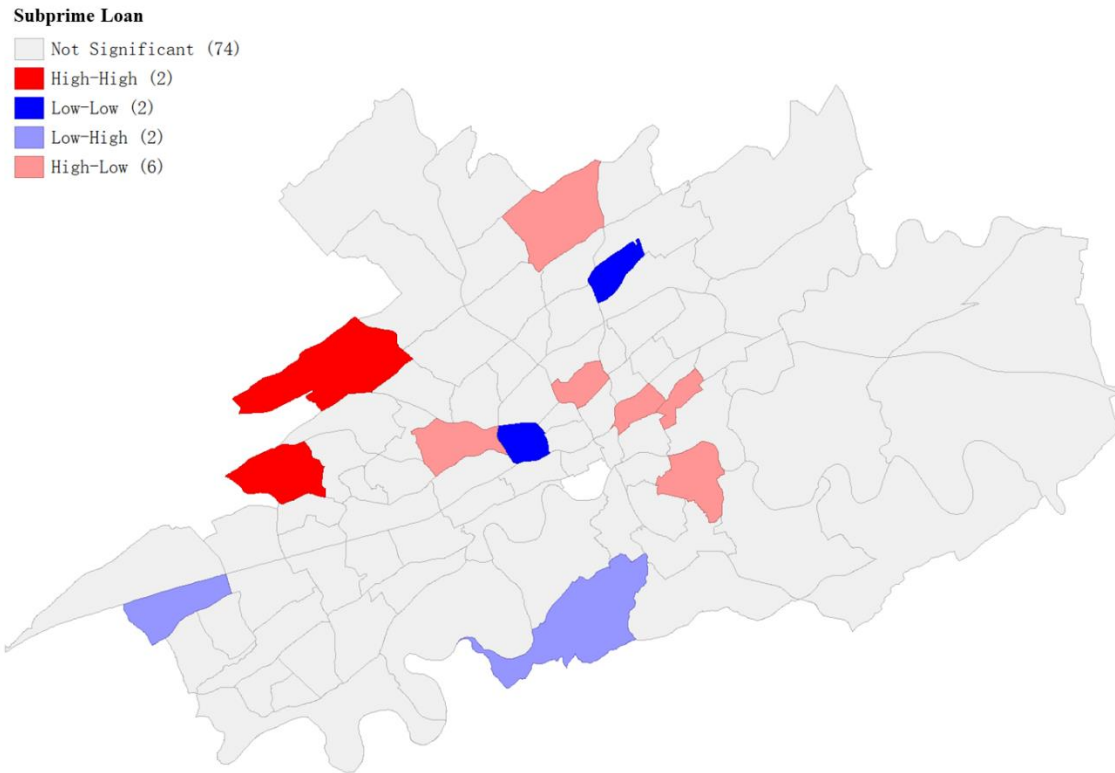 Subprime Loan
Not Significant (74)
High-High (2)
Low-Low (2)
Low-High (2)
High-Low (6)